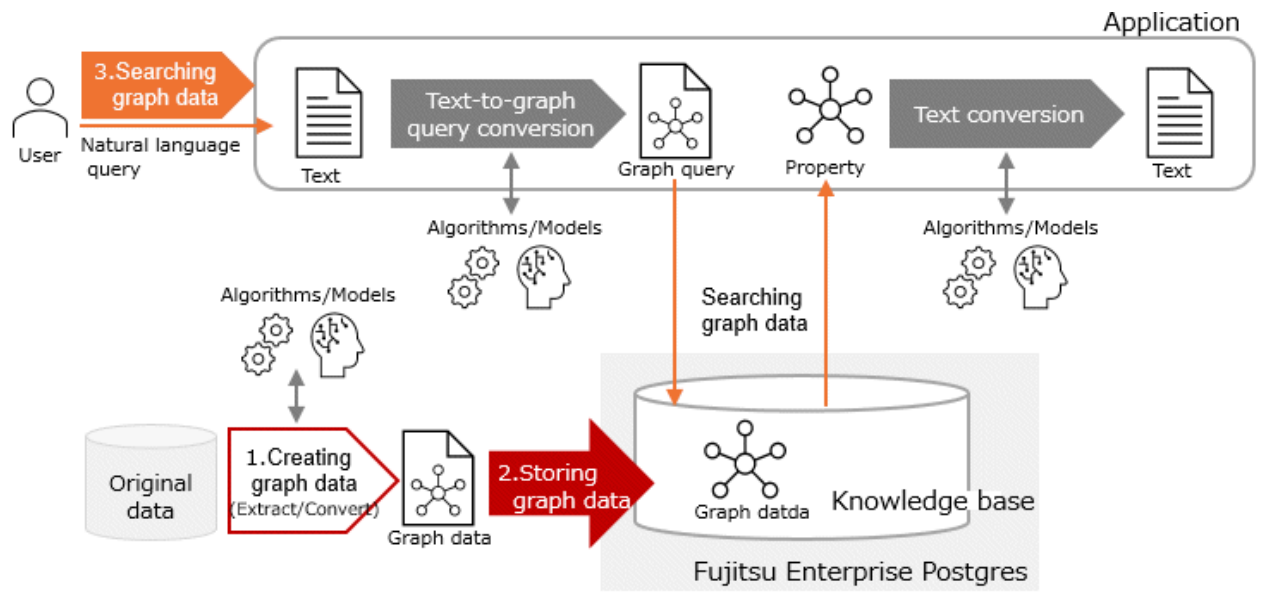 Application
3.Searching
graph data
User
Natural language
query
Text
Text-to-graph
query conversion
Graph query
Property
Text conversion
Text
Algorithms/Models
Algorithms/Models
Algorithms/Models
Searching
graph data
Original
data
1.Creating
graph data
(Extract/Convert)
Graph data
2.Storing
graph data
Graph datda
Knowledge base
Fujitsu Enterprise Postgres